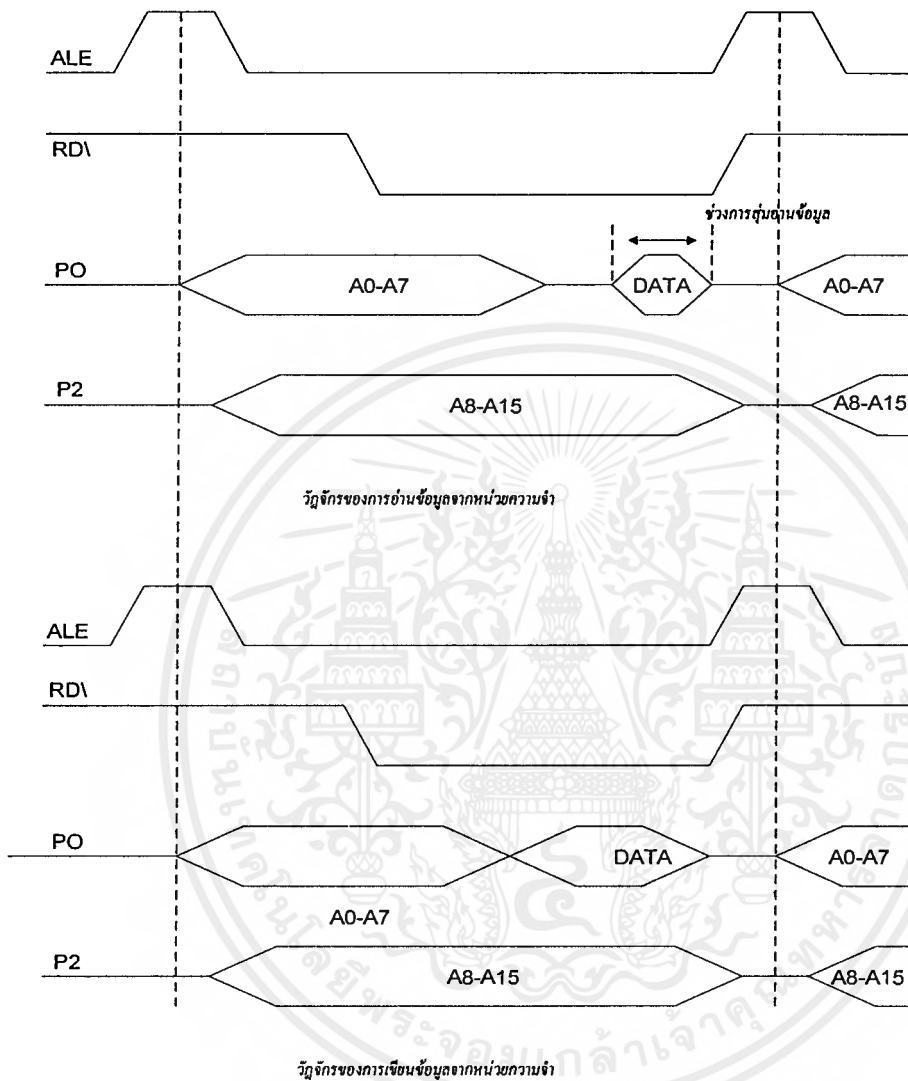 ALE
RD\
ช่วงการสุ่มอ่านข้อมูล
PO
A0-A7
DATA
A0-A7
P2
A8-A15
A8-A15
วัฎจักรของการอ่านข้อมูลจากหน่วยความจำ
ALE
RD\
PO
DATA
A0-A7
A0-A7
P2
A8-A15
A8-A15
วัฎจักรของการเขียนข้อมูลจากหน่วยความจำ